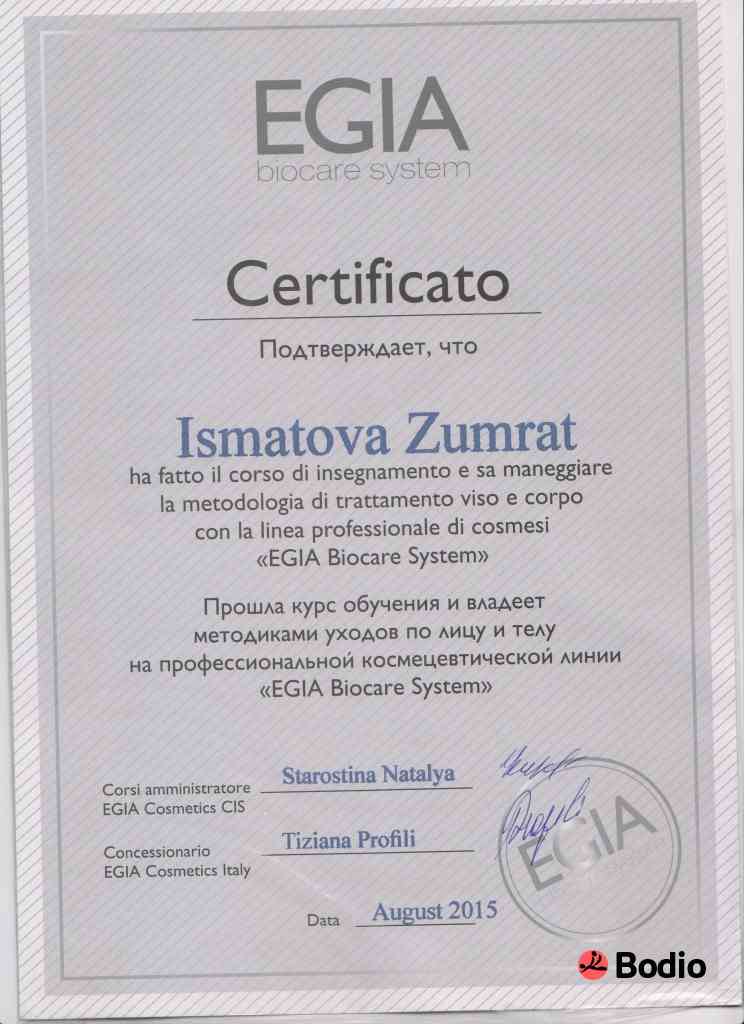 EGIA
biocare system
Certificato
Подтверждает, что
Ismatova Zumrat
ha fatto il corso di insegnamento e sa maneggiare
la metodologia di trattamento viso e corpo
con la linea professionale di cosmesi
«EGIA Biocare System»
Прошла курс обучения и владеет
методиками уходов по лицу и телу
на профессиональной космецевтической линии
«EGIA Biocare System»
Corsi amministratore
EGIA Cosmetics CIS
Starostina Natalya
Concessionario
EGIA Cosmetics Italy
Tiziana Profili
EGIA
Data August 2015
Bodio